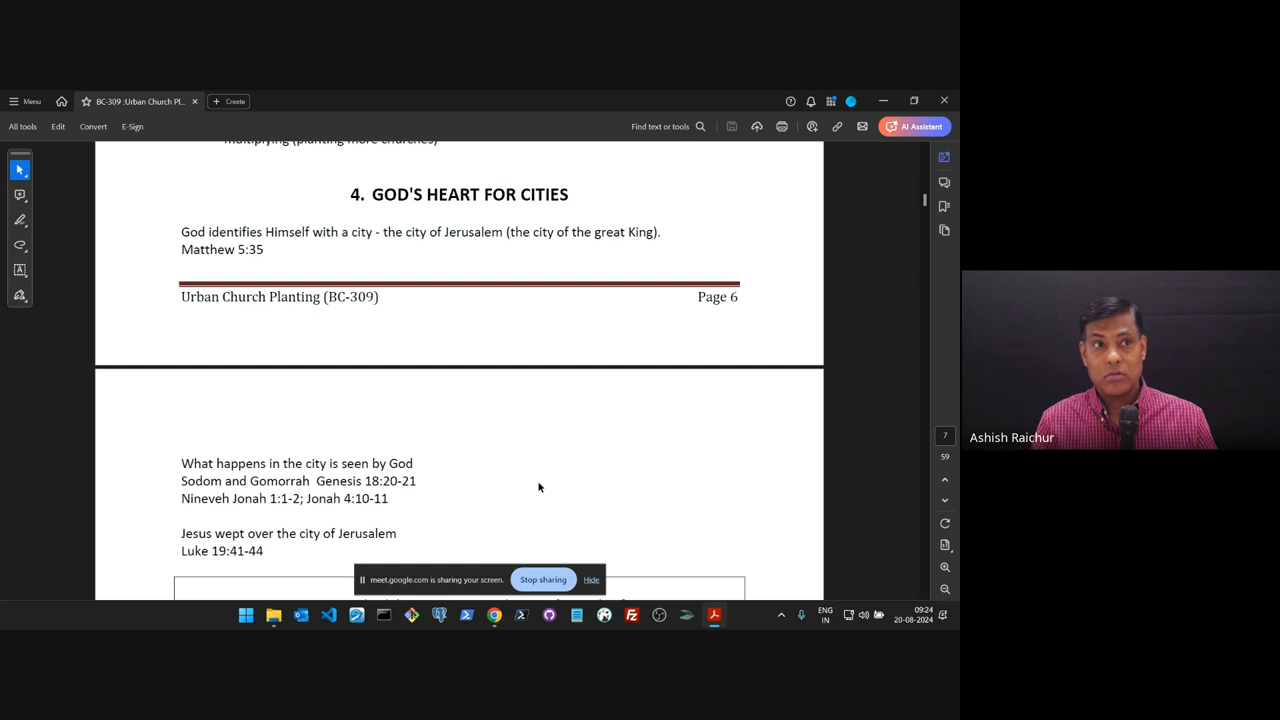 Menu
BC-309 :Urban Church Pl...
Create
All tools
Edit
Convert
E-Sign
Find text or tools
AI Assistant
multiplying (planting more churches)
4. GOD'S HEART FOR CITIES
God identifies Himself with a city - the city of Jerusalem (the city of the great King).
Matthew 5:35
Urban Church Planting (BC-309)
Page 6
What happens in the city is seen by God
Sodom and Gomorrah Genesis 18:20-21
Nineveh Jonah 1:1-2; Jonah 4:10-11
Jesus wept over the city of Jerusalem
Luke 19:41-44
7
59
meet.google.com is sharing your screen.
Stop sharing
Hide
ENG
IN
09:24
20-08-2024
Ashish Raichur